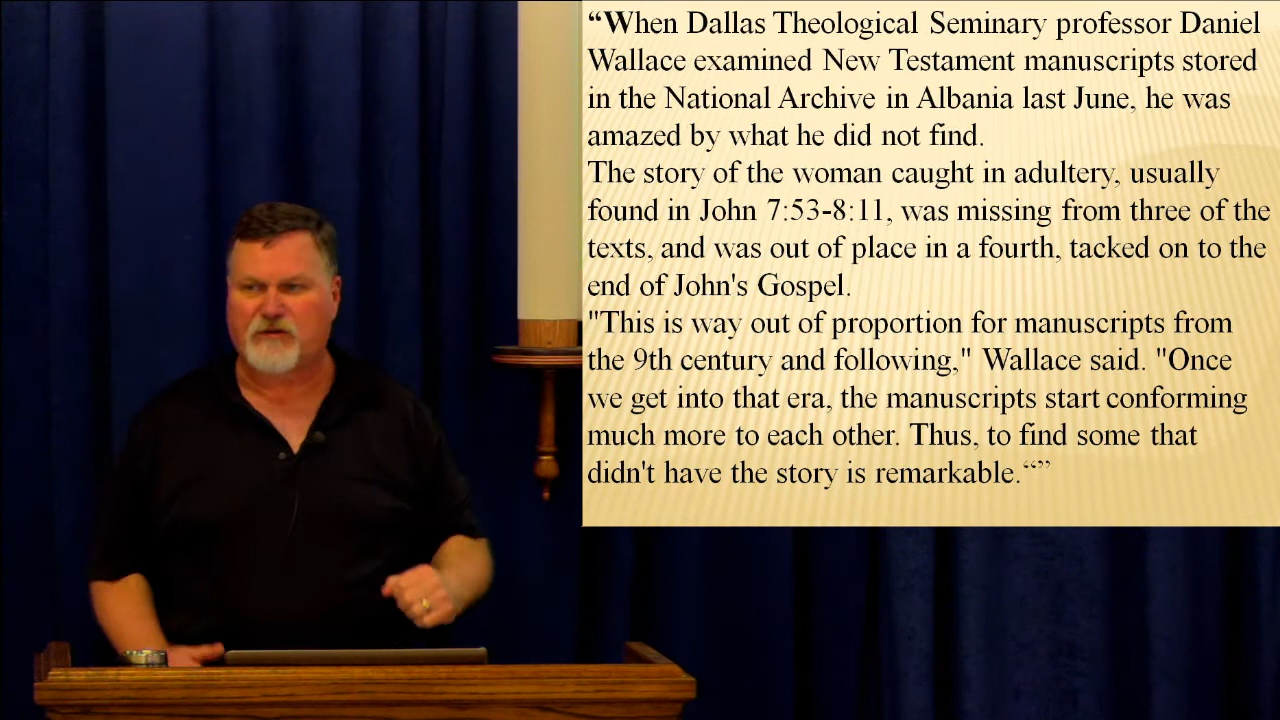 “When Dallas Theological Seminary professor Daniel
Wallace examined New Testament manuscripts stored
in the National Archive in Albania last June, he was
amazed by what he did not find.
The story of the woman caught in adultery, usually
found in John 7:53-8:11, was missing from three of the
texts, and was out of place in a fourth, tacked on to the
end of John's Gospel.
"This is way out of proportion for manuscripts from
the 9th century and following," Wallace said. "Once
we get into that era, the manuscripts start conforming
much more to each other. Thus, to find some that
didn't have the story is remarkable.“”